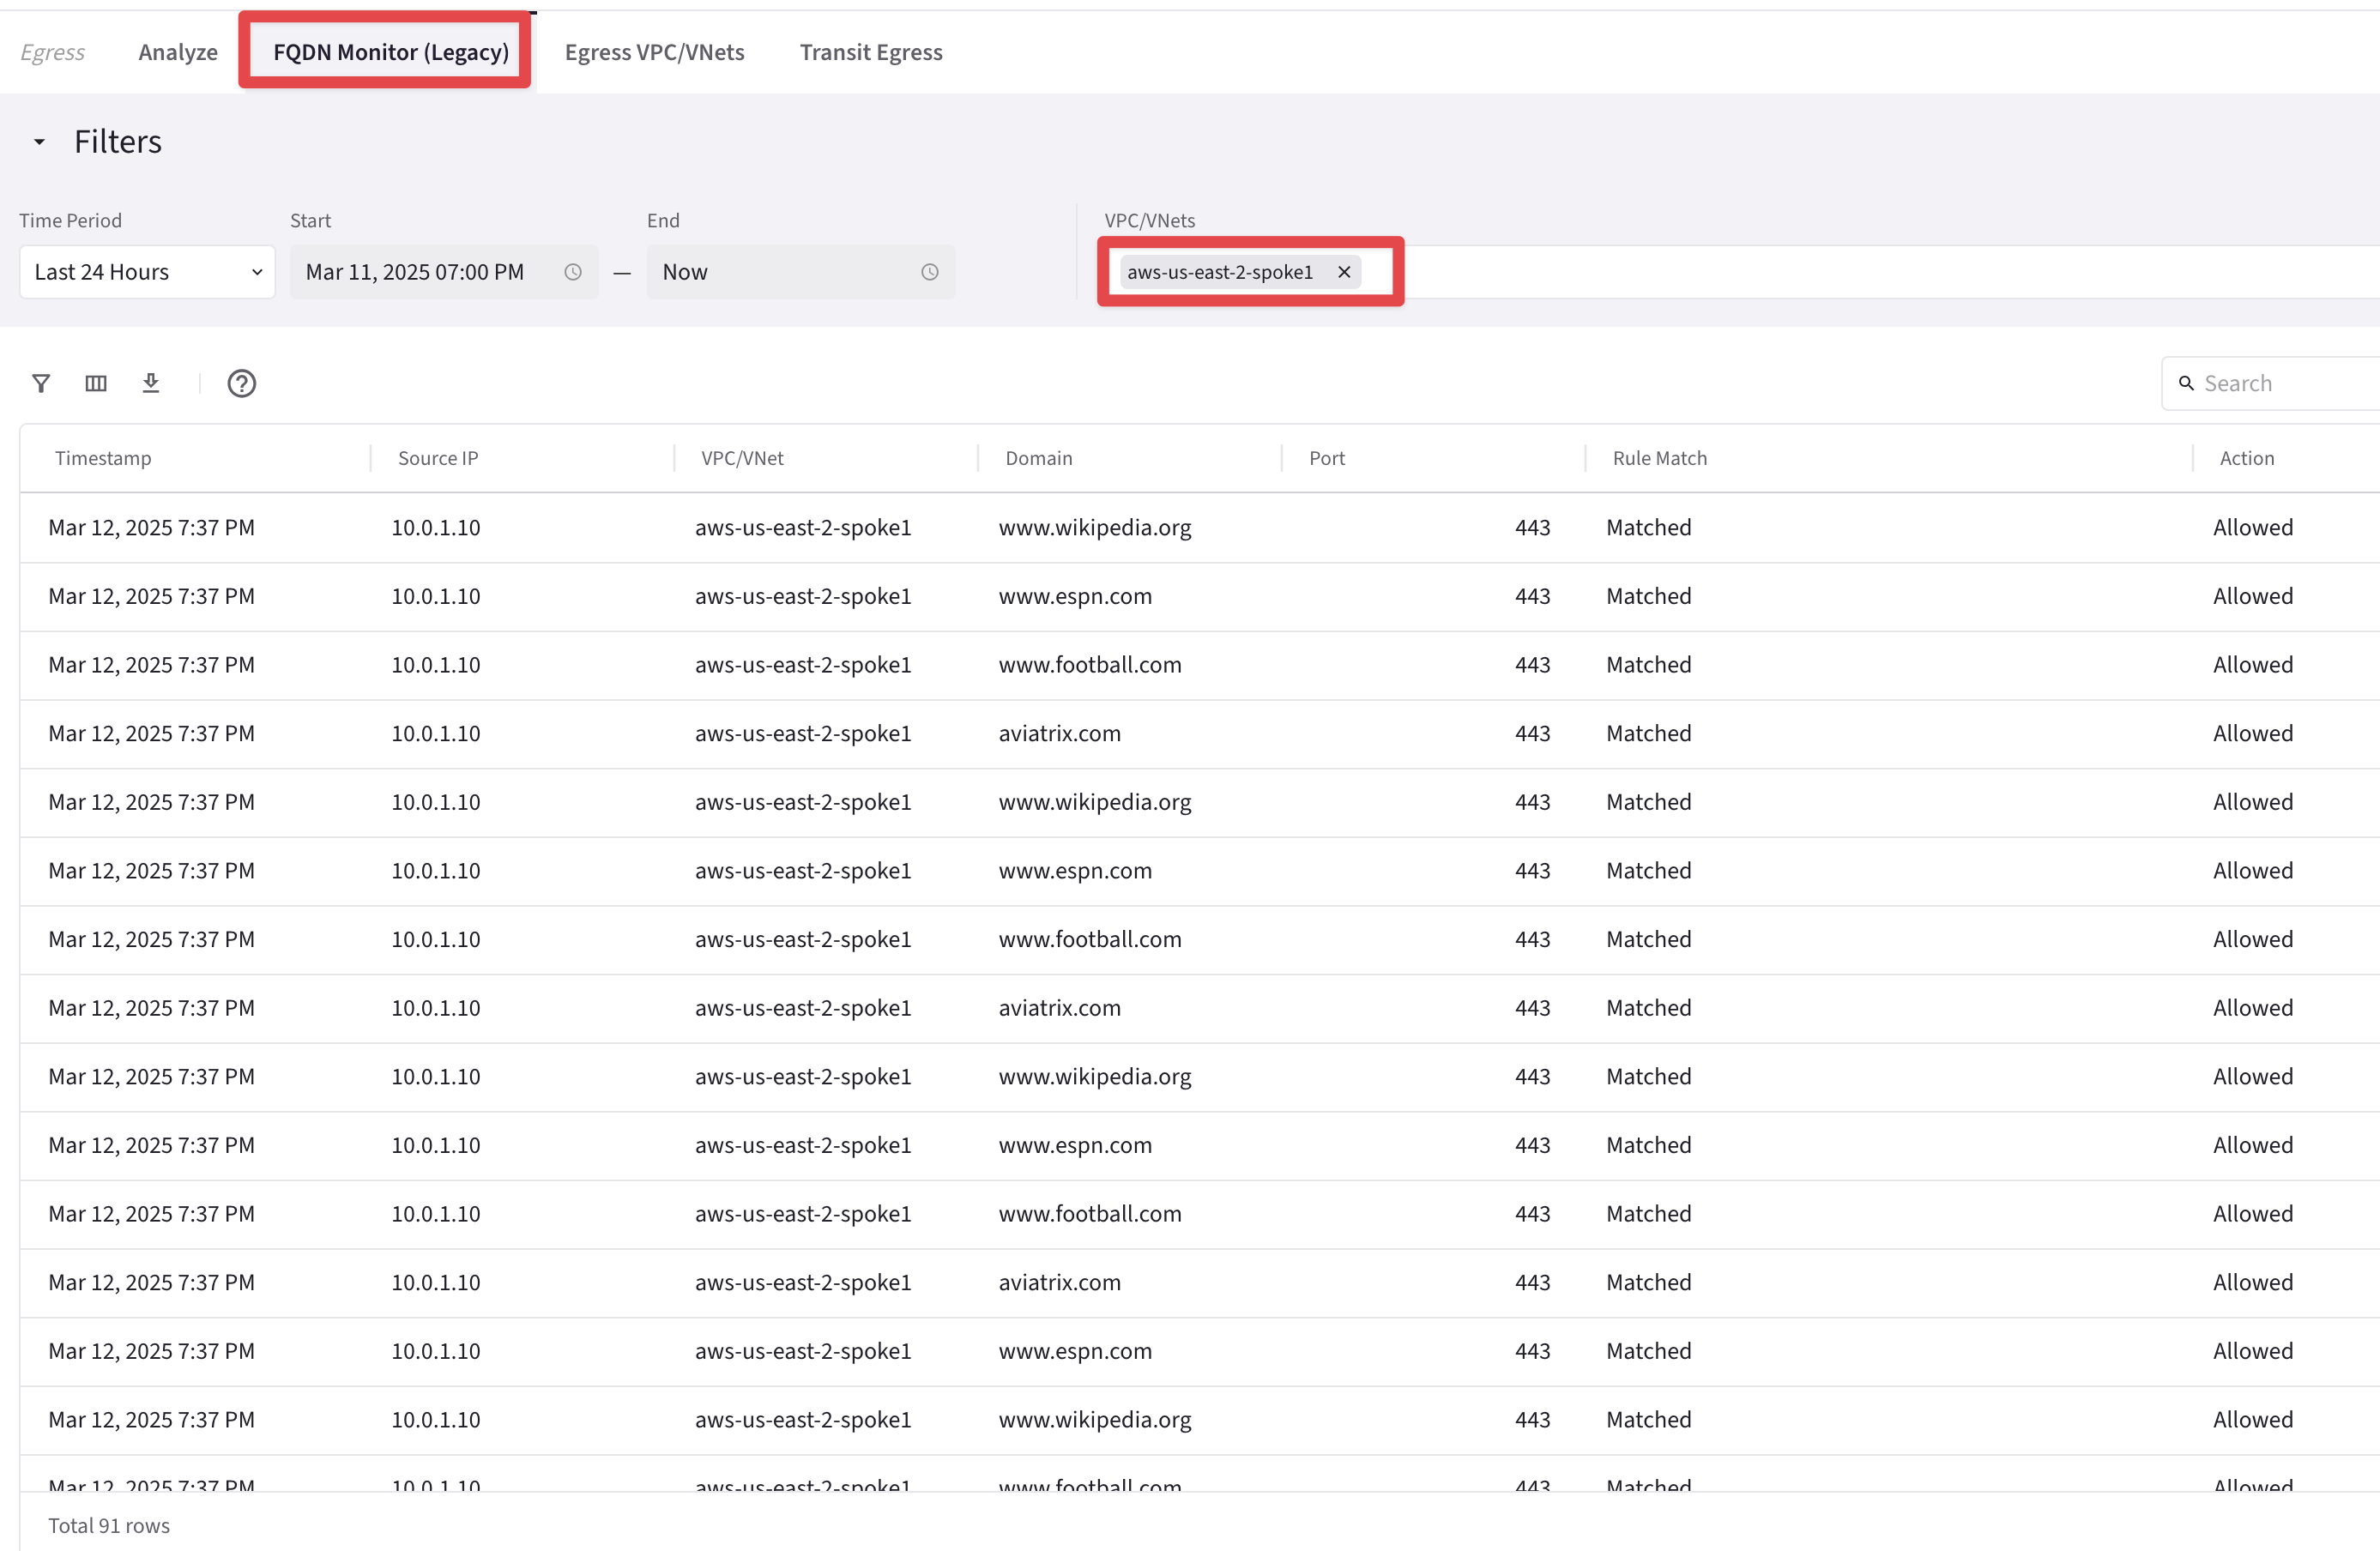 Egress Analyze FQDN Monitor (Legacy) Egress VPC/VNets Transit Egress
Filters
Time Period Start End VPC/VNets
Last 24 Hours Mar 11, 2025 07:00 PM — Now aws-us-east-2-spoke1
Search
Timestamp Source IP VPC/VNet Domain Port Rule Match Action
Mar 12, 2025 7:37 PM 10.0.1.10 aws-us-east-2-spoke1 www.wikipedia.org 443 Matched Allowed
Mar 12, 2025 7:37 PM 10.0.1.10 aws-us-east-2-spoke1 www.espn.com 443 Matched Allowed
Mar 12, 2025 7:37 PM 10.0.1.10 aws-us-east-2-spoke1 www.football.com 443 Matched Allowed
Mar 12, 2025 7:37 PM 10.0.1.10 aws-us-east-2-spoke1 aviatrix.com 443 Matched Allowed
Mar 12, 2025 7:37 PM 10.0.1.10 aws-us-east-2-spoke1 www.wikipedia.org 443 Matched Allowed
Mar 12, 2025 7:37 PM 10.0.1.10 aws-us-east-2-spoke1 www.espn.com 443 Matched Allowed
Mar 12, 2025 7:37 PM 10.0.1.10 aws-us-east-2-spoke1 www.football.com 443 Matched Allowed
Mar 12, 2025 7:37 PM 10.0.1.10 aws-us-east-2-spoke1 aviatrix.com 443 Matched Allowed
Mar 12, 2025 7:37 PM 10.0.1.10 aws-us-east-2-spoke1 www.wikipedia.org 443 Matched Allowed
Mar 12, 2025 7:37 PM 10.0.1.10 aws-us-east-2-spoke1 www.espn.com 443 Matched Allowed
Mar 12, 2025 7:37 PM 10.0.1.10 aws-us-east-2-spoke1 www.football.com 443 Matched Allowed
Mar 12, 2025 7:37 PM 10.0.1.10 aws-us-east-2-spoke1 aviatrix.com 443 Matched Allowed
Mar 12, 2025 7:37 PM 10.0.1.10 aws-us-east-2-spoke1 www.espn.com 443 Matched Allowed
Mar 12, 2025 7:37 PM 10.0.1.10 aws-us-east-2-spoke1 www.wikipedia.org 443 Matched Allowed
Mar 12, 2025 7:37 PM 10.0.1.10 aws-us-east-2-spoke1 www.football.com 443 Matched Allowed
Total 91 rows